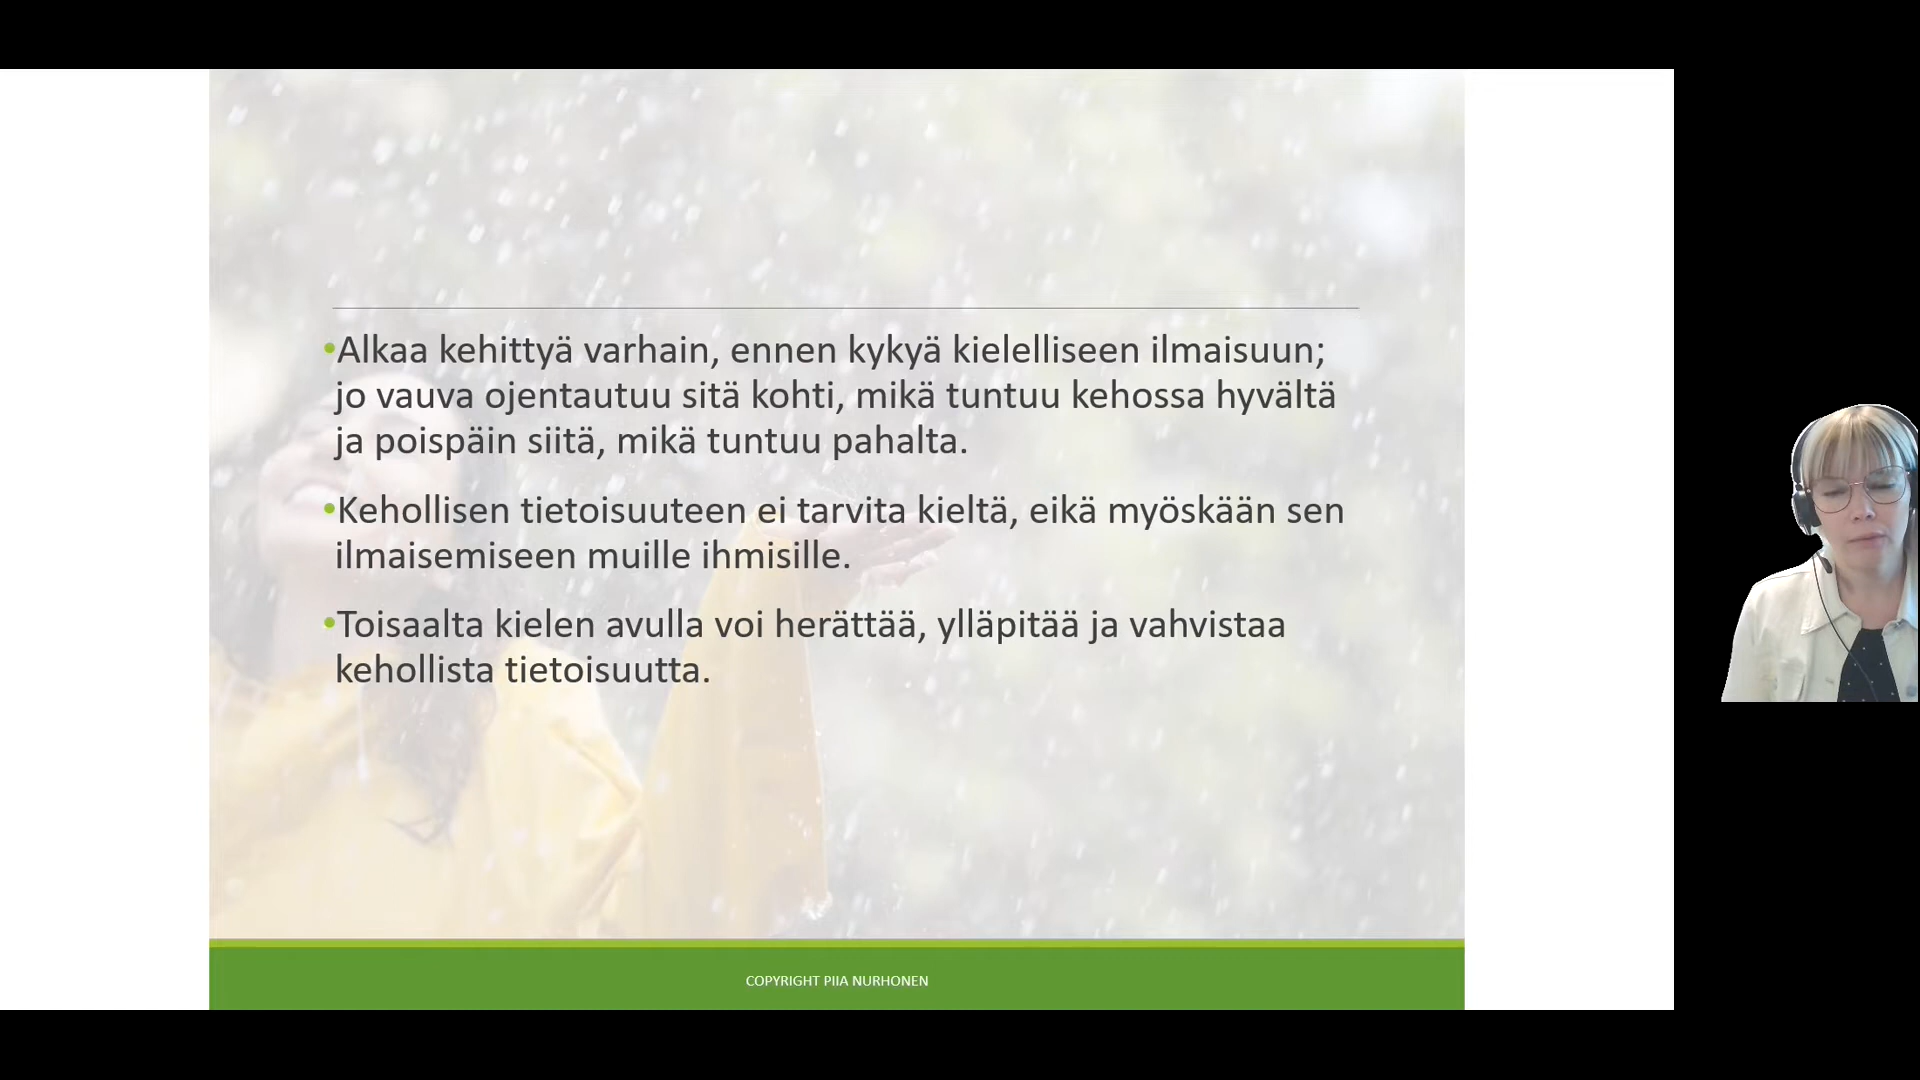 •Alkaa kehittyä varhain, ennen kykyä kielelliseen ilmaisuun;
jo vauva ojentautuu sitä kohti, mikä tuntuu kehossa hyvältä
ja poispäin siitä, mikä tuntuu pahalta.
•Kehollisen tietoisuuteen ei tarvita kieltä, eikä myöskään sen
ilmaisemiseen muille ihmisille.
•Toisaalta kielen avulla voi herättää, ylläpitää ja vahvistaa
kehollista tietoisuutta.
COPYRIGHT PIIA NURHONEN